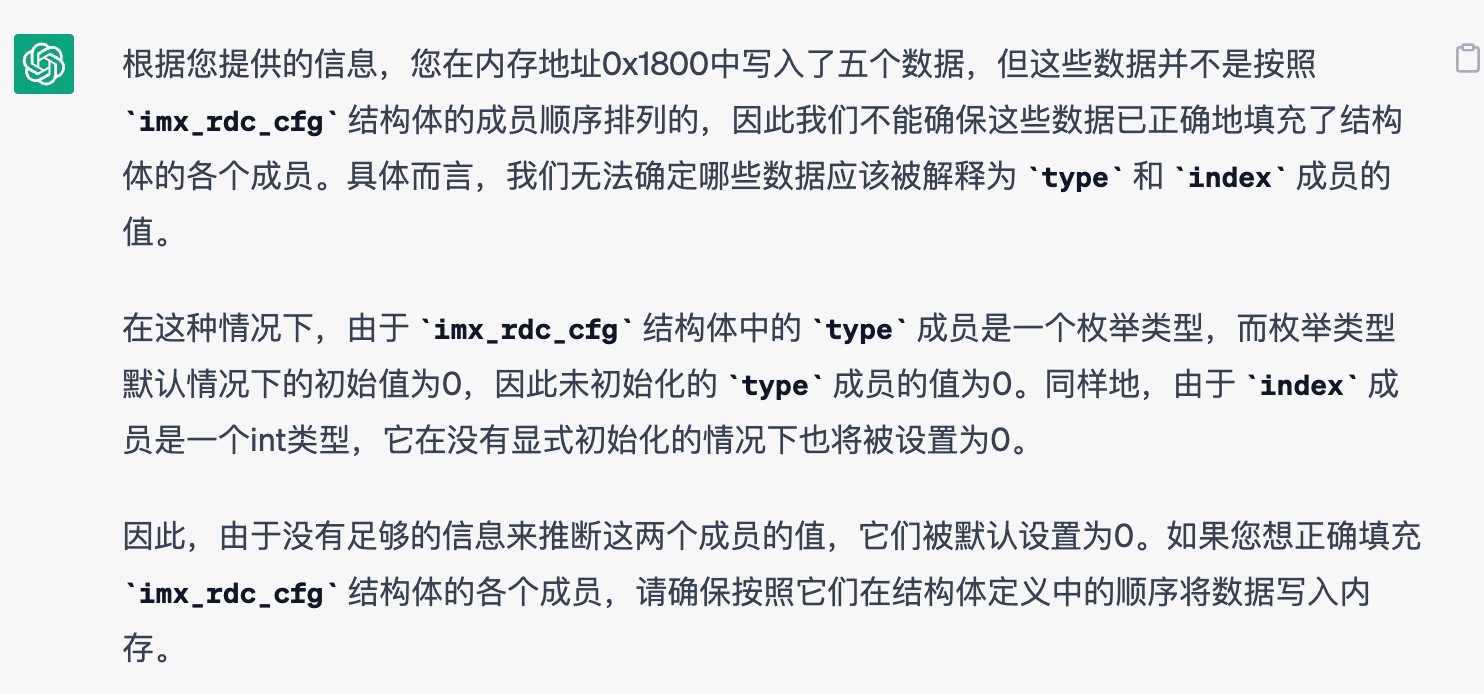 根据您提供的信息，您在内存地址0x1800中写入了五个数据，但这些数据并不是按照
`imx_rdc_cfg` 结构体的成员顺序排列的，因此我们不能确保这些数据已正确地填充了结构
体的各个成员。具体而言，我们无法确定哪些数据应该被解释为 `type` 和 `index` 成员的
值。
在这种情况下，由于 `imx_rdc_cfg` 结构体中的 `type` 成员是一个枚举类型，而枚举类型
默认情况下的初始值为0，因此未初始化的 `type` 成员的值为0。同样地，由于 `index` 成
员是一个int类型，它在没有显式初始化的情况下也将被设置为0。
因此，由于没有足够的信息来推断这两个成员的值，它们被默认设置为0。如果您想正确填充
`imx_rdc_cfg` 结构体的各个成员，请确保按照它们在结构体定义中的顺序将数据写入内
存。